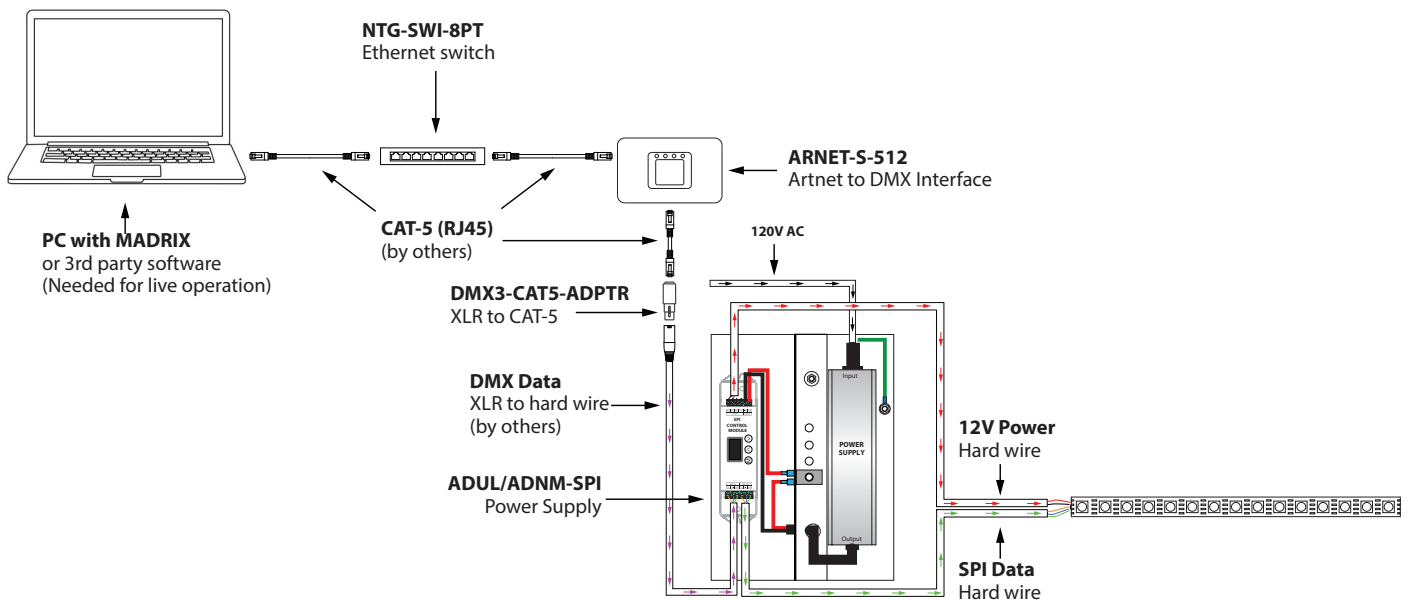 NTG-SWI-8PT
Ethernet switch
ARNET-S-512
Artnet to DMX Interface
PC with MADRIX
or 3rd party software
(Needed for live operation)
CAT-5 (RJ45)
(by others)
120V AC
DMX3-CAT5-ADPTR
XLR to CAT-5
DMX Data
XLR to hard wire
(by others)
Input
SPI
CONTROL
MODULE
POWER
SUPPLY
12V Power
Hard wire
ADUL/ADNM-SPI
Power Supply
Output
SPI Data
Hard wire